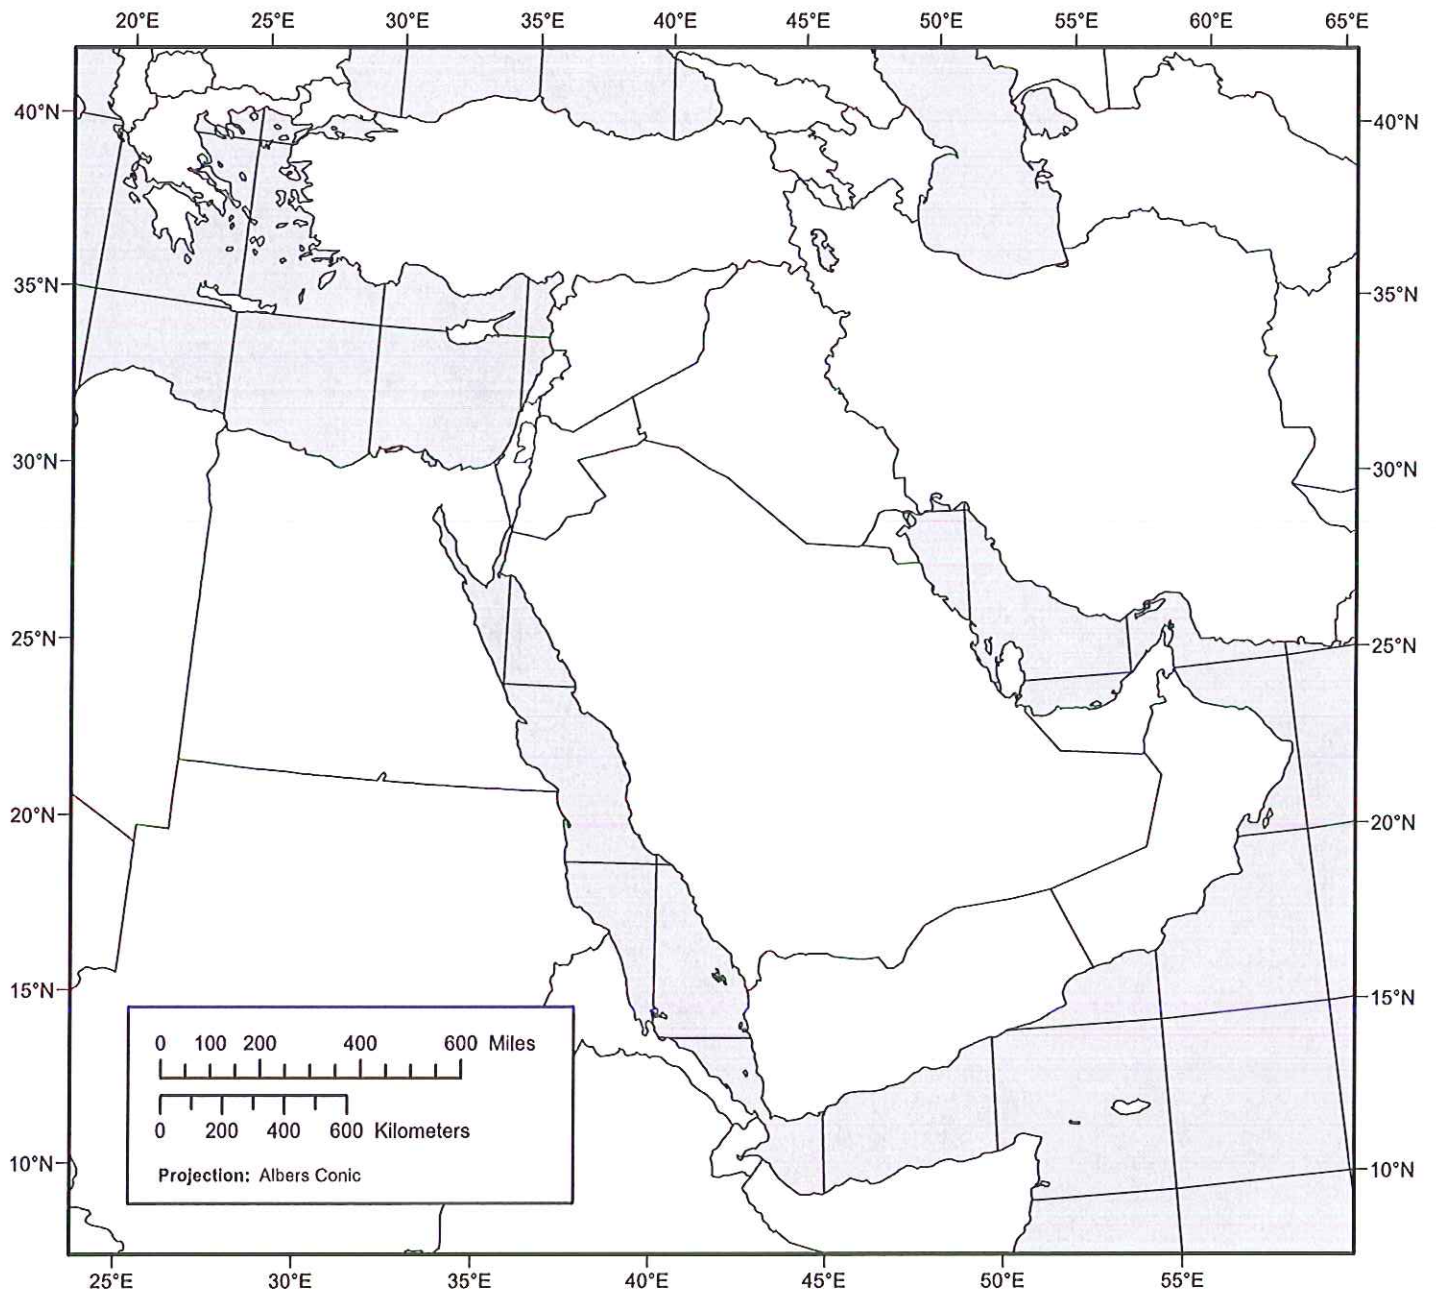 20°E 25°E 30°E 35°E 40°E 45°E 50°E 55°E 60°E 65°E
40°N 40°N
35°N 35°N
30°N 30°N
25°N 25°N
20°N 20°N
15°N 15°N
0 100 200 400 600 Miles
0 200 400 600 Kilometers
10°N 10°N
Projection: Albers Conic
25°E 30°E 35°E 40°E 45°E 50°E 55°E